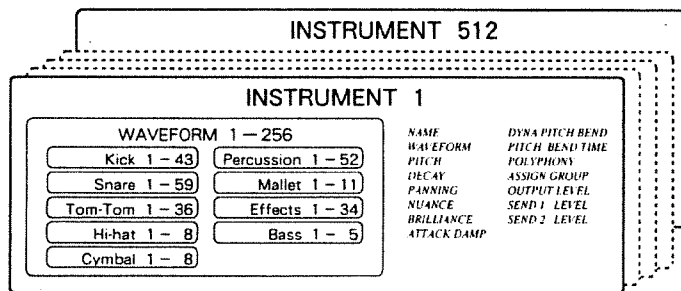 INSTRUMENT 512
INSTRUMENT 1
WAVEFORM 1-256
Kick 1-43
Snare 1-59
Tom-Tom 1-36
Hi-hat 1- 8
Cymbal 1- 8
Percussion 1-52
Mallet 1-11
Effects 1-34
Bass 1- 5
NAME
WAVEFORM
PITCH
DECAY
PANNING
NUANCE
BRILLIANCE
ATTACK DAMP
DYNA PITCH BEND
PITCH BEND TIME
POLYPHONY
ASSIGN GROUP
OUTPUT LEVEL
SEND 1 LEVEL
SEND 2 LEVEL